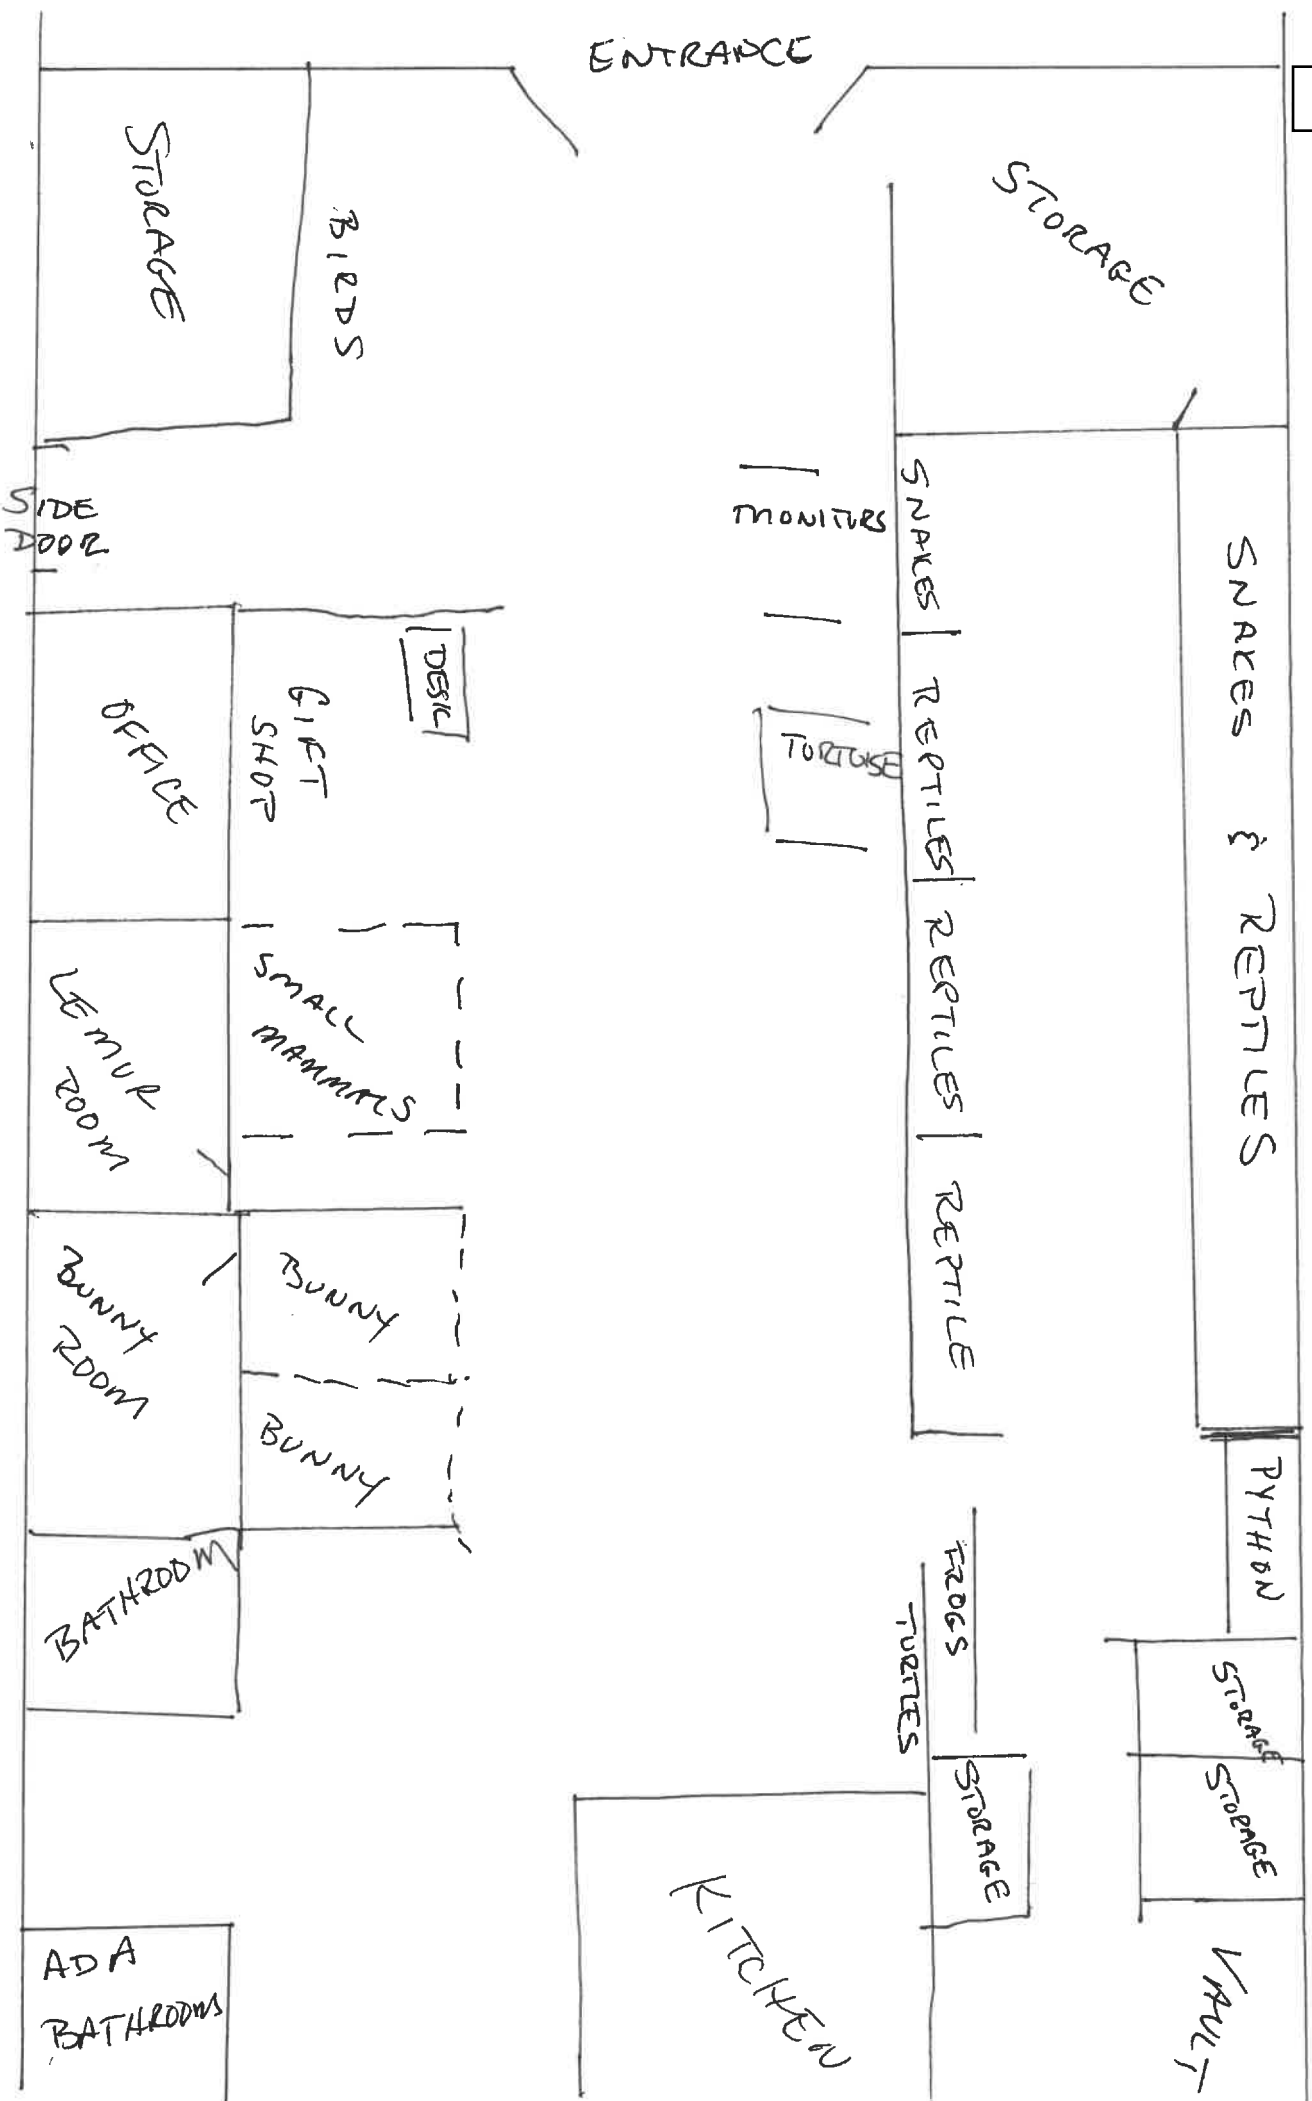 ENTRANCE
STORAGE
BIRDS
STORAGE
SIDE
DOOR
MONITURS
SNAKES
SNAKES & REPTILES
OFFICE
GIFT
SHOP
DESK
TORTOISE
REPTILES
LEMUR
ROOM
SMALL
MAMMALS
REPTILES
BUNNY
ROOM
BUNNY
BUNNY
REPTILE
PYTHON
BATHROOM
FROGS
TURTLES
STORAGE
STORAGE
STORAGE
KITCHEN
VAULT
ADA
BATHROOMS